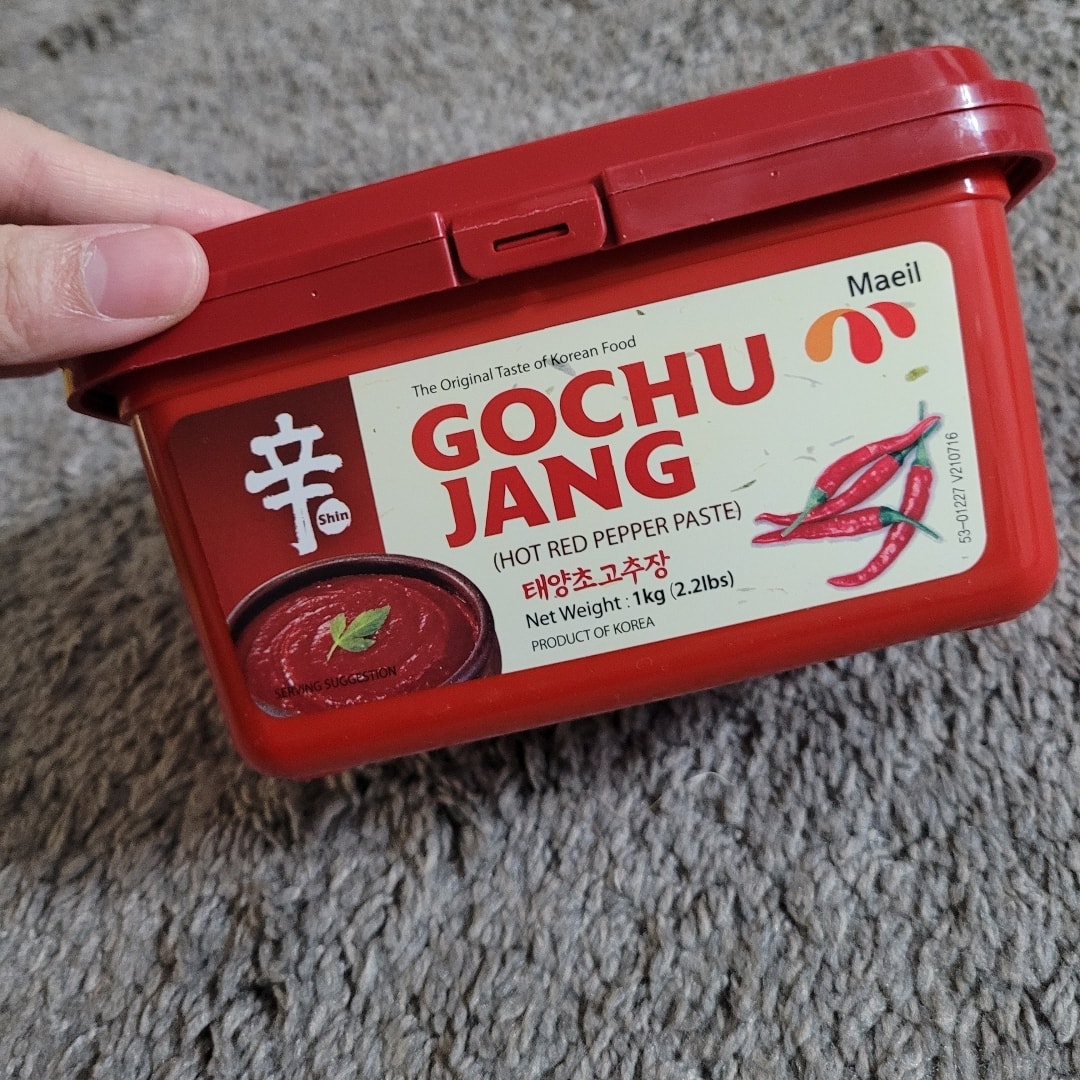 Maeil
The Original Taste of Korean Food
GOCHU
JANG
辛
Shin
(HOT RED PEPPER PASTE)
태양초고추장
Net Weight : 1kg (2.2lbs)
PRODUCT OF KOREA
SERVING SUGGESTION
53-01227 V210716